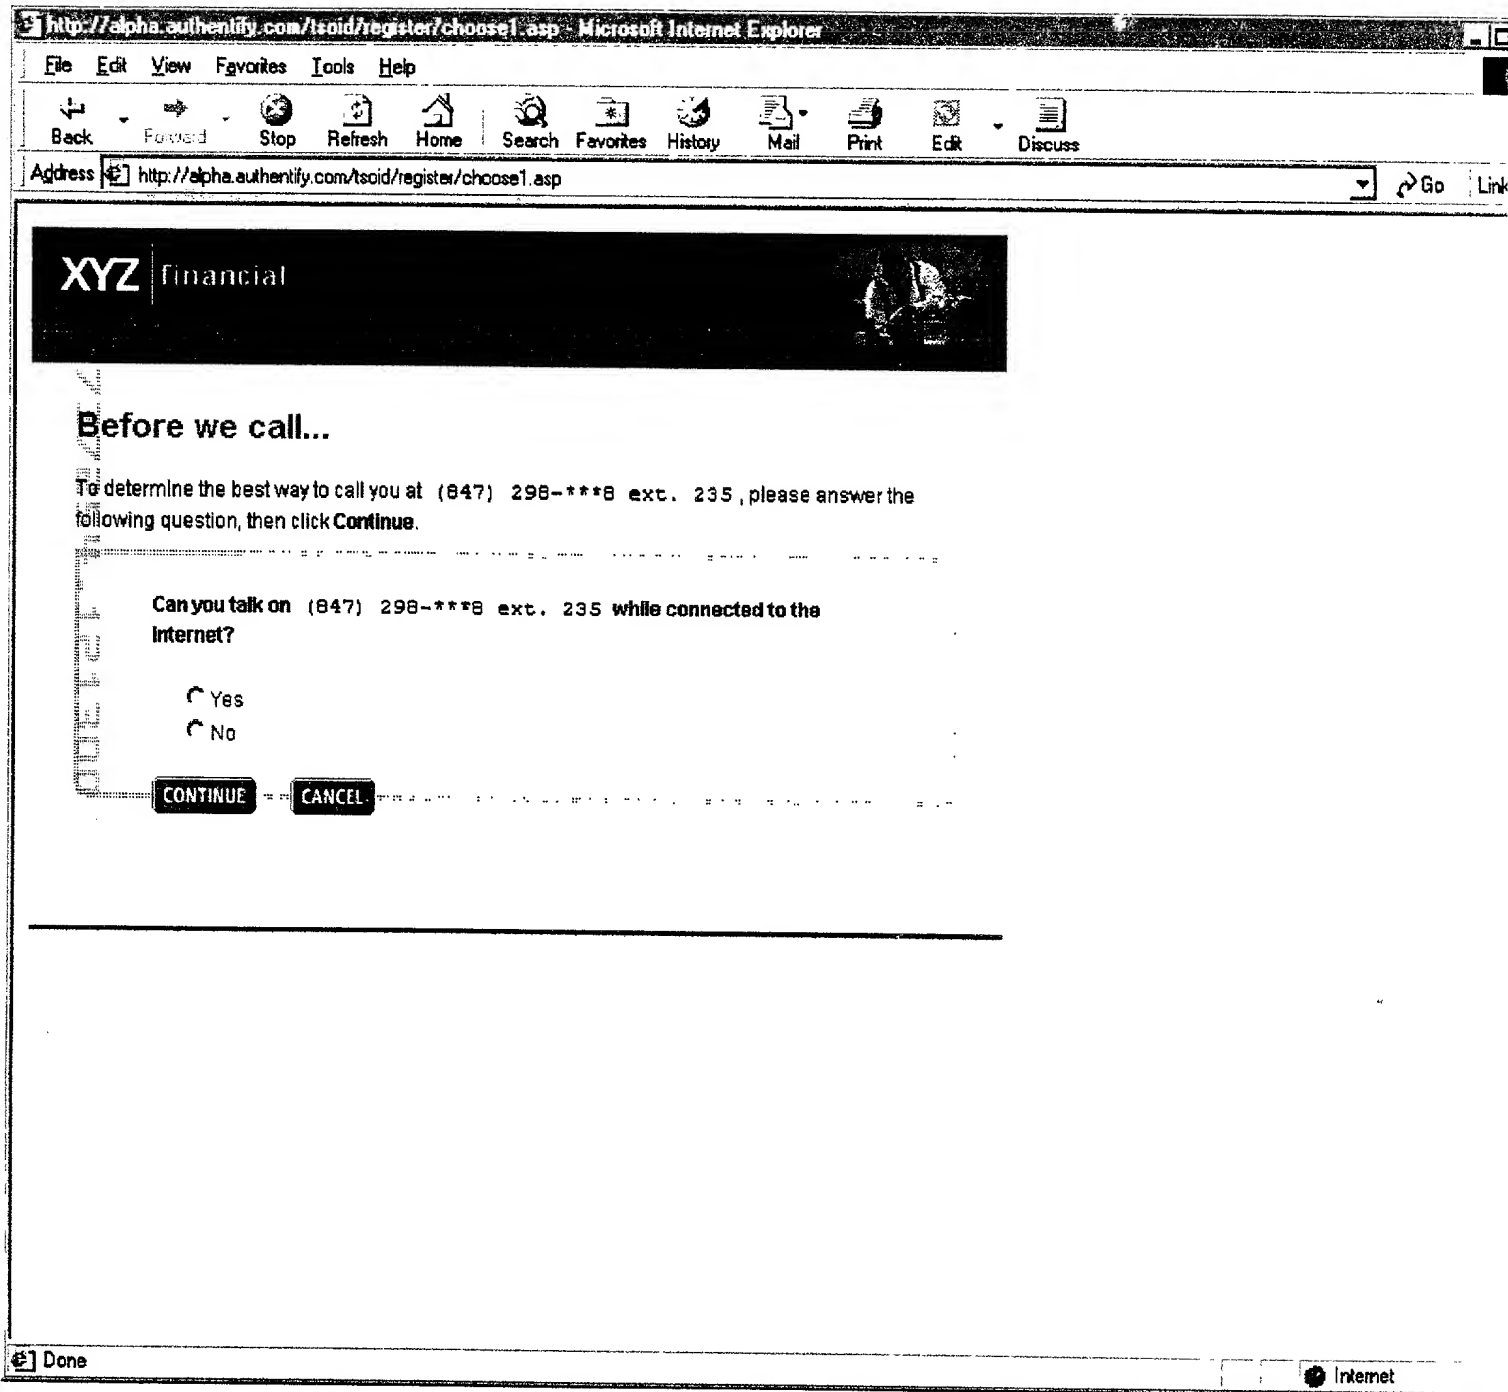 http://alpha.authentify.com/tsoid/register/choose1.asp - Microsoft Internet Explorer
File Edit View Favorites Tools Help
Back Forward Stop Refresh Home Search Favorites History Mail Print Edit Discuss
Address http://alpha.authentify.com/tsoid/register/choose1.asp Go Link
XYZ financial
Before we call...
To determine the best way to call you at (847) 298-***8 ext. 235, please answer the
following question, then click Continue.
Can you talk on (847) 298-***8 ext. 235 while connected to the
Internet?
Yes
No
CONTINUE CANCEL
Done Internet